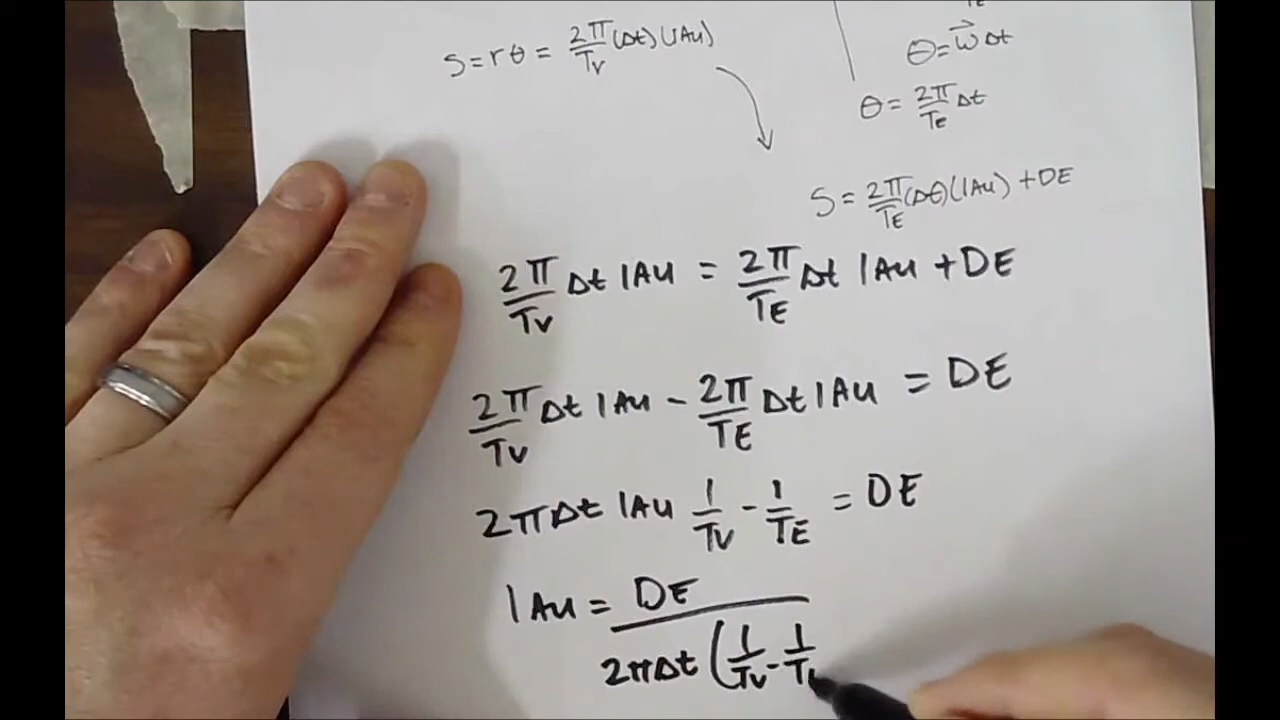 S = rθ = 2π/Tv (Δt)(1AU)
θ = ω⃗ Δt
θ = 2π/TE Δt
S = 2π/TE (Δθ)(1AU) + DE
2π/Tv Δt 1AU = 2π/TE Δt 1AU + DE
2π/Tv Δt 1AU - 2π/TE Δt 1AU = DE
2πΔt 1AU 1/Tv - 1/TE = DE
1AU = DE
2πΔt (1/Tv - 1/T